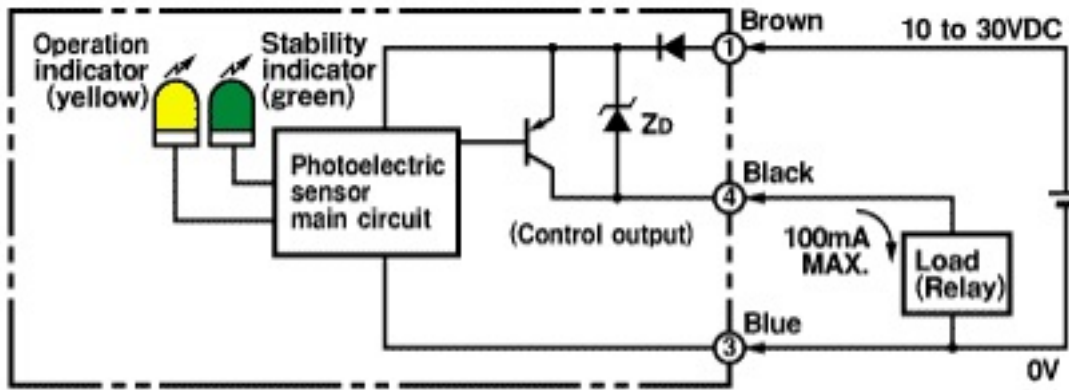 Operation
indicator
(yellow)
Stability
indicator
(green)
Brown
1
10 to 30VDC
ZD
Photoelectric
sensor
main circuit
Black
4
(Control output)
100mA
MAX.
Load
(Relay)
Blue
3
0V